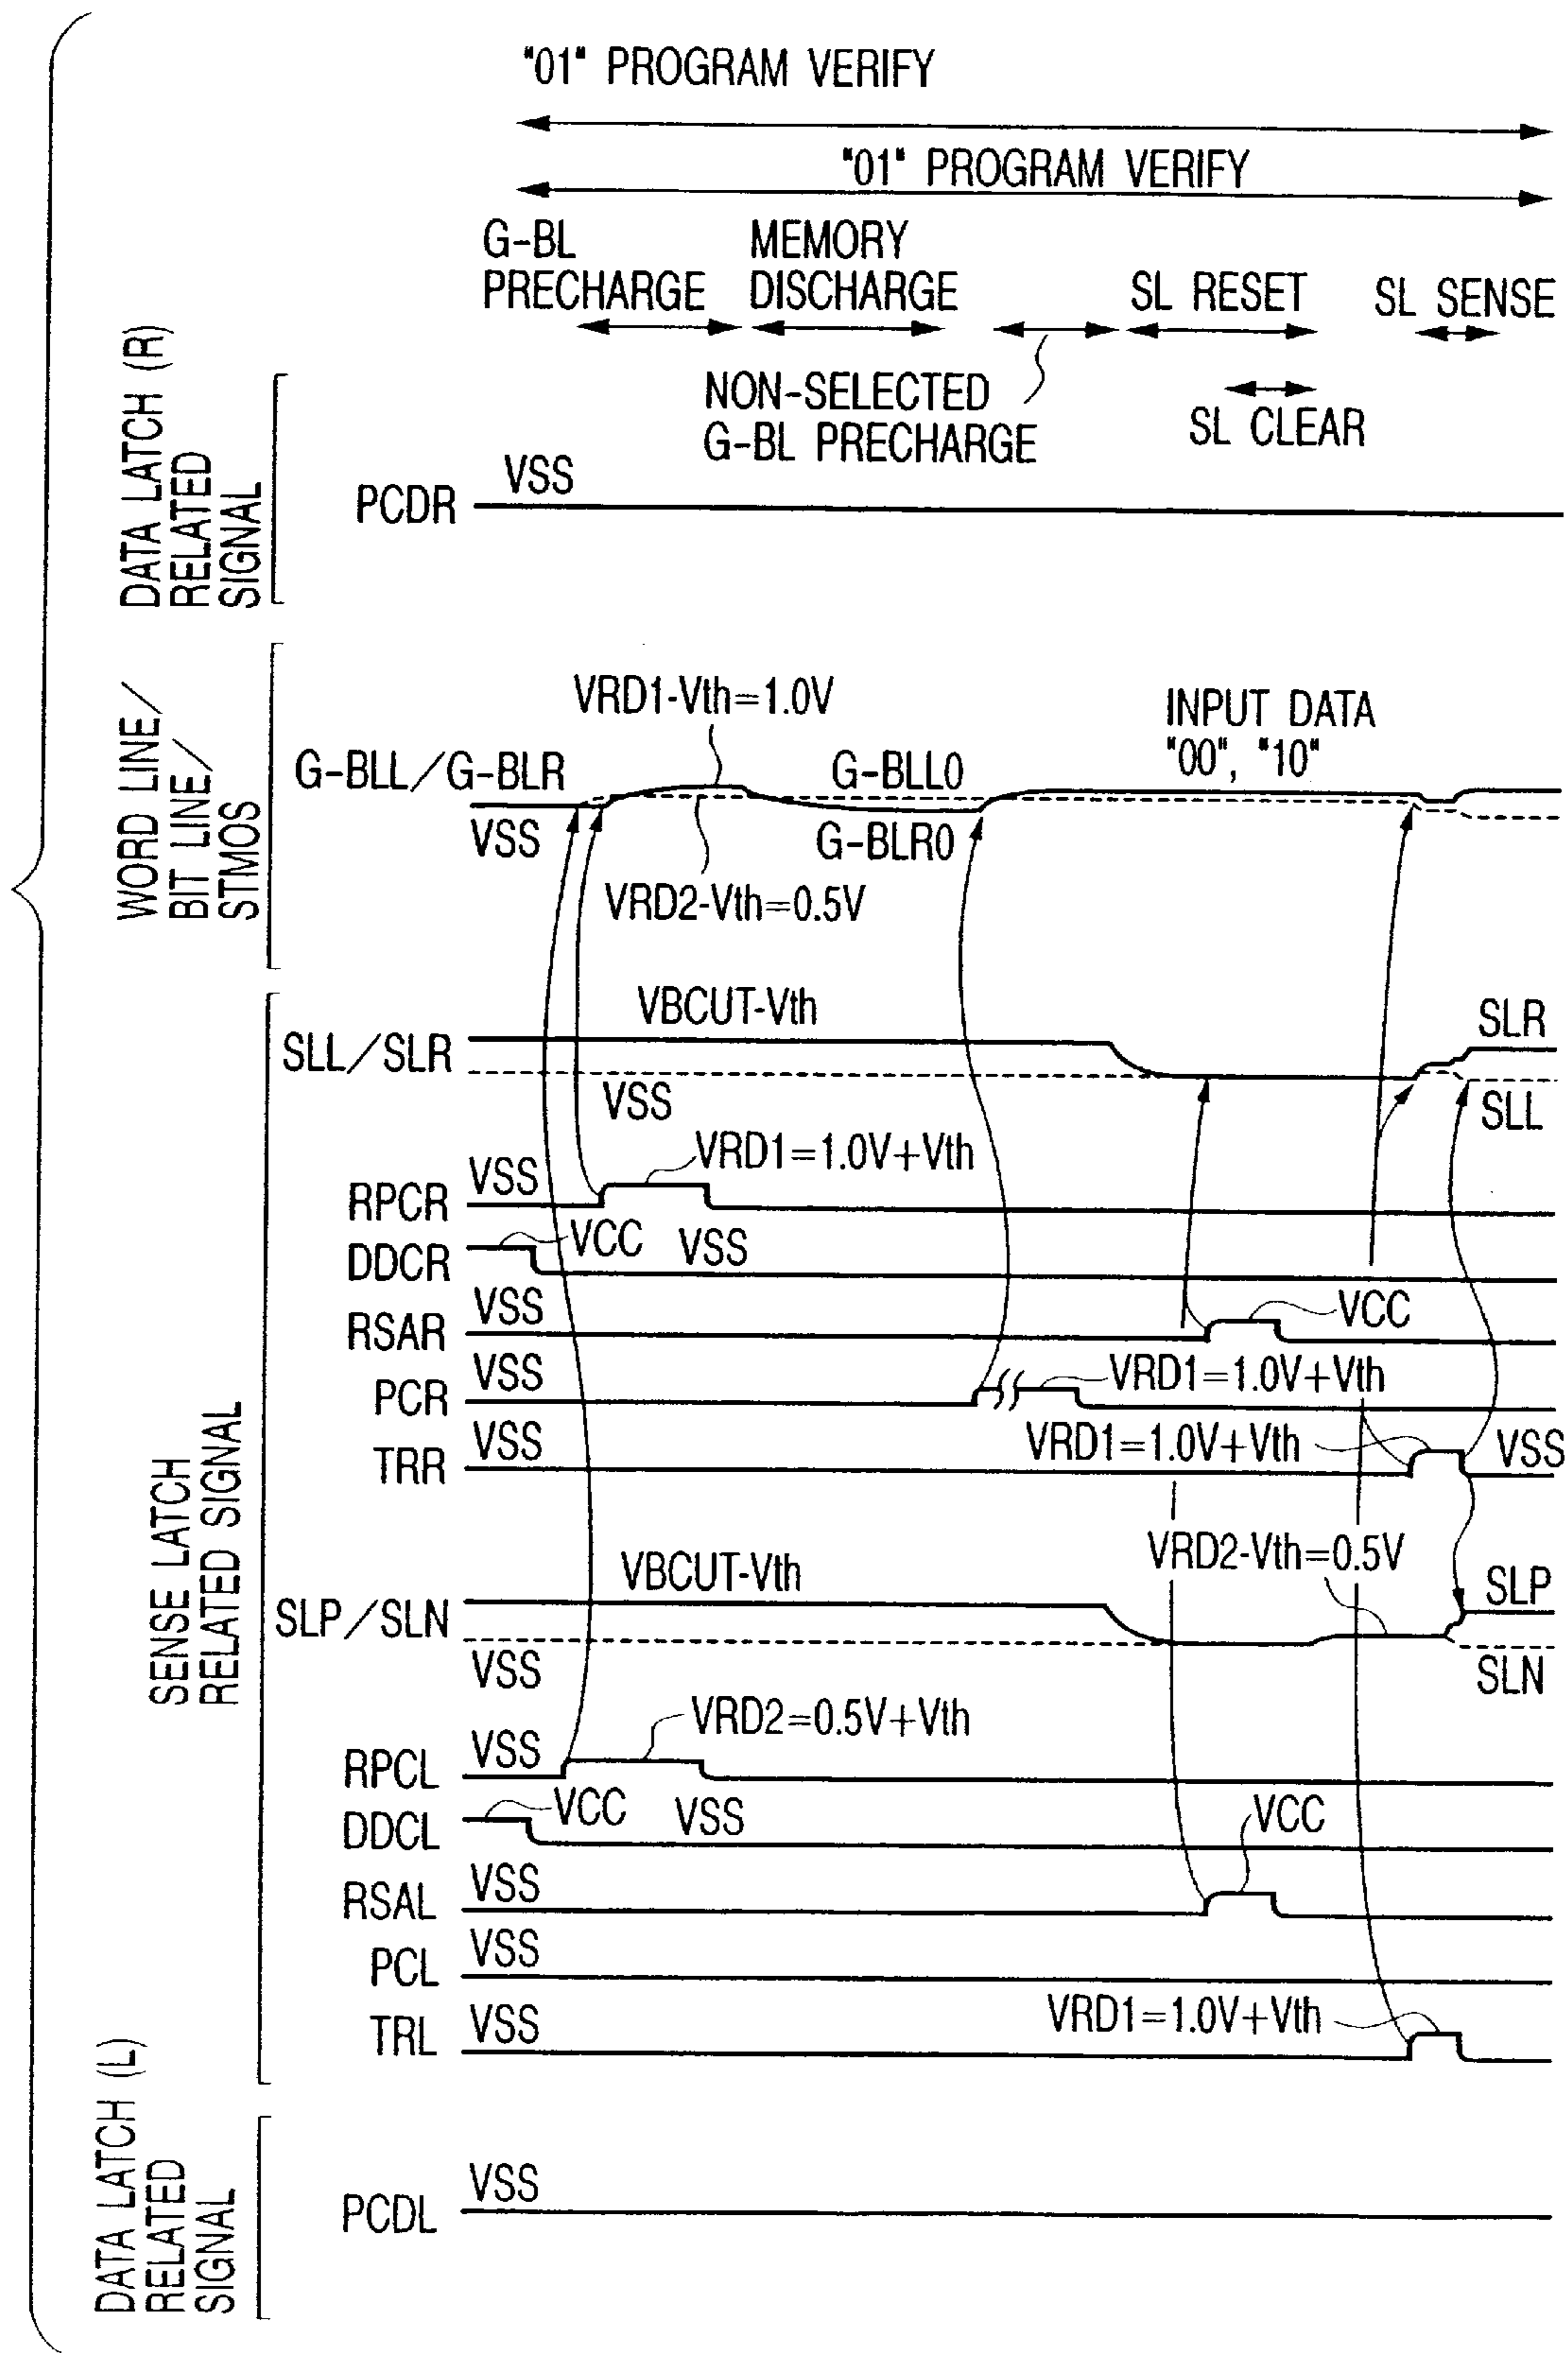 "01" PROGRAM VERIFY
"01" PROGRAM VERIFY
G-BL
PRECHARGE
MEMORY
DISCHARGE
SL RESET
SL SENSE
NON-SELECTED
G-BL PRECHARGE
SL CLEAR
DATA LATCH (R)
RELATED
SIGNAL
PCDR
VSS
WORD LINE/
BIT LINE/
STMOS
VRD1-Vth=1.0V
INPUT DATA
"00", "10"
G-BLL/G-BLR
G-BLL0
VSS
G-BLR0
VRD2-Vth=0.5V
SENSE LATCH
RELATED SIGNAL
VBCUT-Vth
SLR
SLL/SLR
VSS
SLL
VRD1=1.0V+Vth
RPCR
VSS
DDCR
VCC
VSS
RSAR
VSS
VCC
PCR
VSS
VRD1=1.0V+Vth
TRR
VSS
VRD1=1.0V+Vth
VSS
VRD2-Vth=0.5V
VBCUT-Vth
SLP
SLP/SLN
VSS
SLN
VRD2=0.5V+Vth
RPCL
VSS
DDCL
VCC
VSS
VCC
RSAL
VSS
PCL
VSS
VRD1=1.0V+Vth
TRL
VSS
DATA LATCH (L)
RELATED
SIGNAL
PCDL
VSS